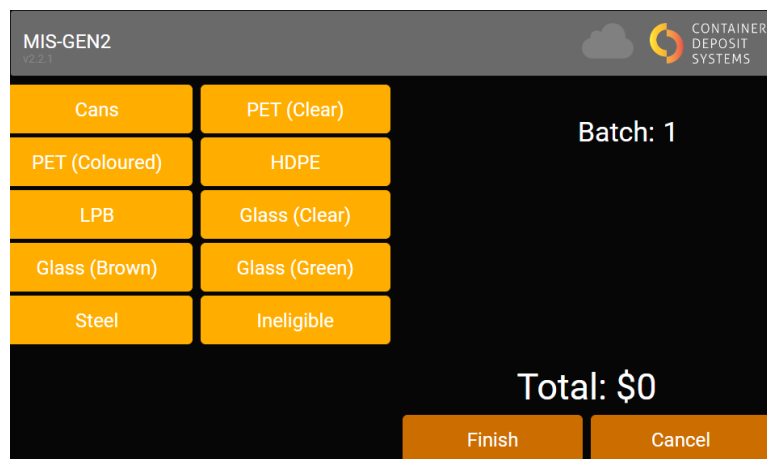 MIS-GEN2
v2.2.1
CONTAINER
DEPOSIT
SYSTEMS
Cans
PET (Clear)
Batch: 1
PET (Coloured)
HDPE
LPB
Glass (Clear)
Glass (Brown)
Glass (Green)
Steel
Ineligible
Total: $0
Finish
Cancel